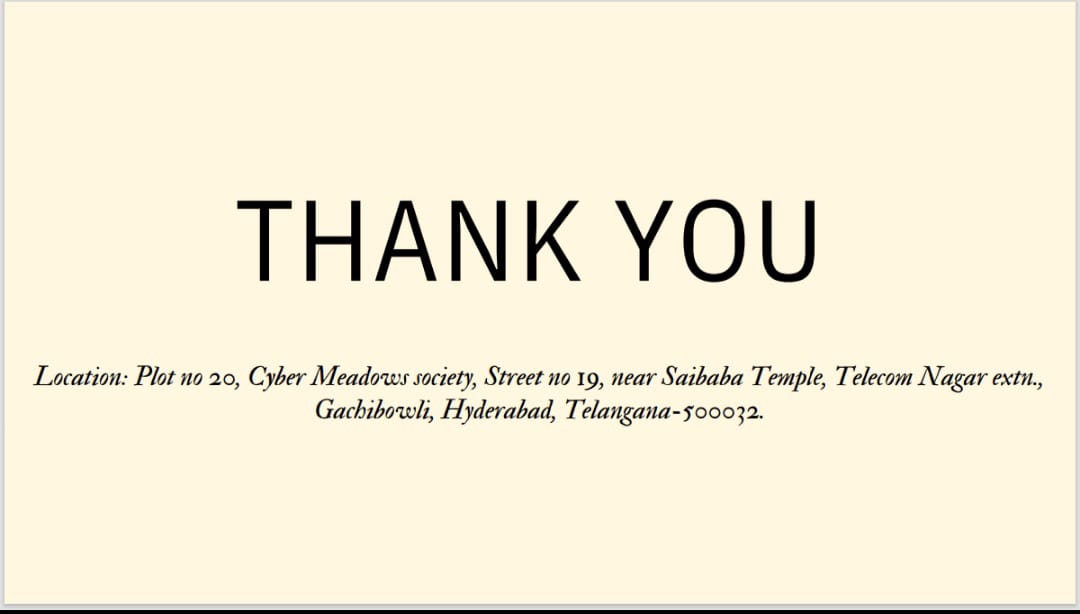 THANK YOU
Location: Plot no 20, Cyber Meadows society, Street no 19, near Saibaba Temple, Telecom Nagar extn.,
Gachibowli, Hyderabad, Telangana-500032.